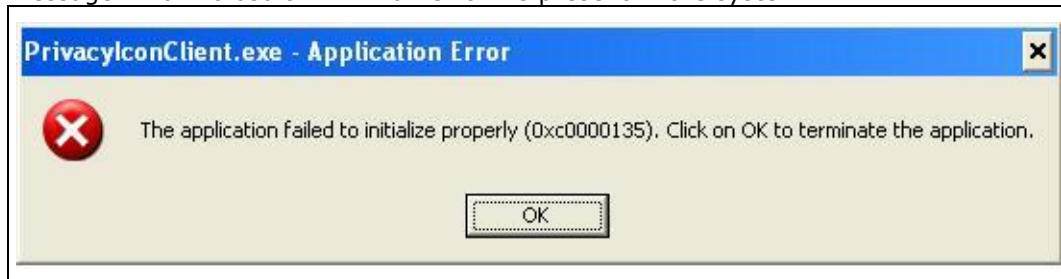 PrivacyIconClient.exe - Application Error
The application failed to initialize properly (0xc0000135). Click on OK to terminate the application.
OK